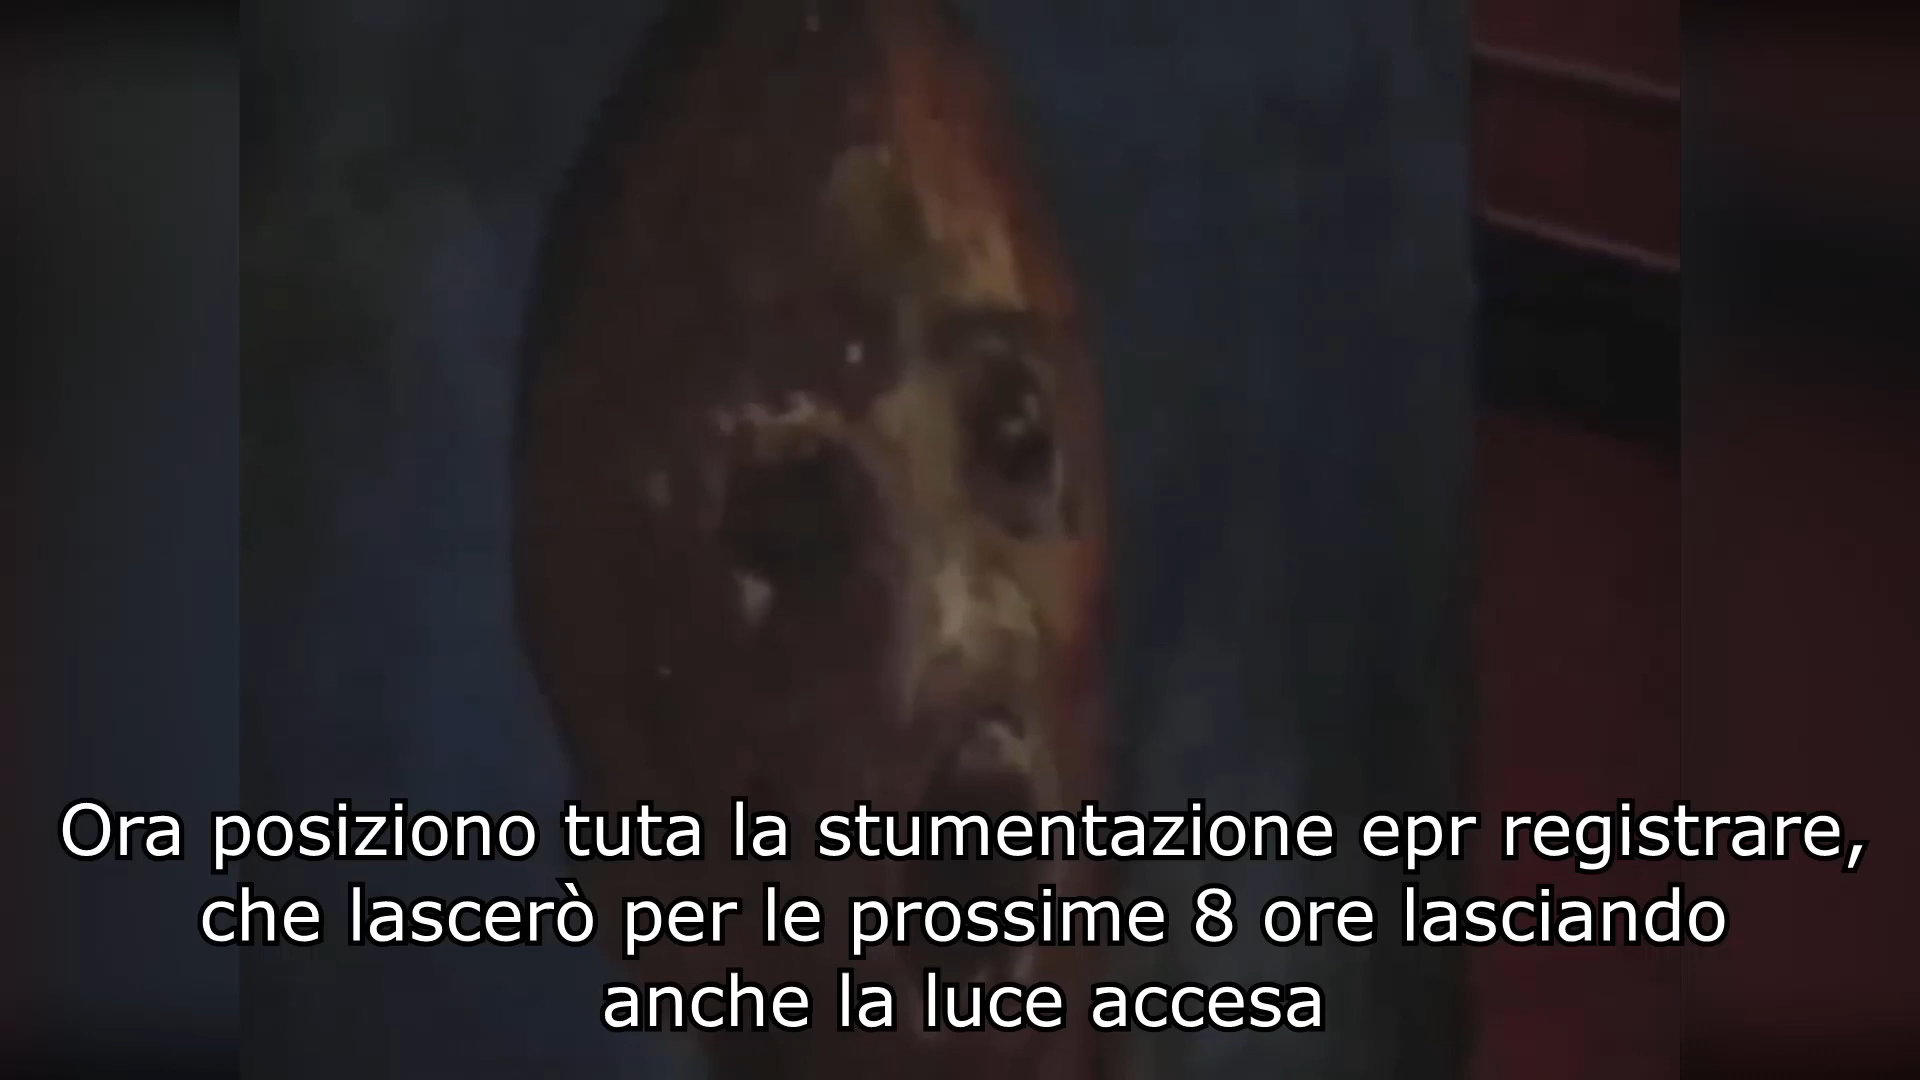 Ora posiziono tuta la stumentazione epr registrare,
che lascerò per le prossime 8 ore lasciando
anche la luce accesa